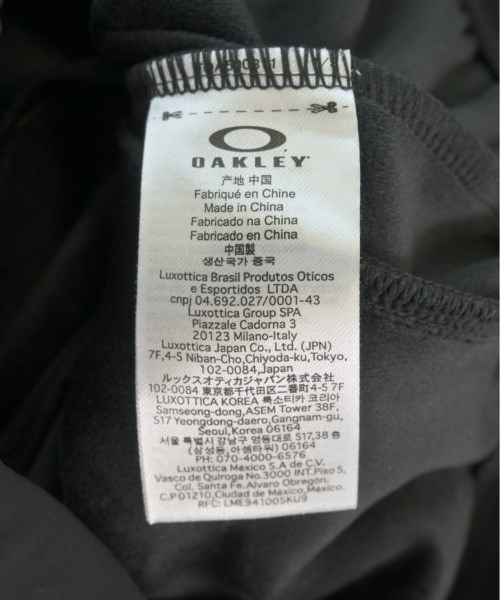 OAKLEY
产地 中国
Fabriqué en Chine
Made in China
Fabricado na China
Fabricado en China
中国製
생산국가 중국
Luxottica Brasil Produtos Oticos
e Esportidos LTDA
cnpj 04.692.027/0001-43
Luxottica Group SPA
Piazzale Cadorna 3
20123 Milano-Italy
Luxottica Japan Co., Ltd. (JPN)
7F,4-5 Niban-Cho,Chiyoda-ku,Tokyo,
102-0084,Japan
ルックスオティカジャパン株式会社
102-0084 東京都千代田区二番町4-5 7F
LUXOTTICA KOREA 룩소티카 코리아
Samseong-dong,ASEM Tower 38F,
517 Yeongdong-daero,Gangnam-gu,
Seoul,Korea 06164
서울 특별시 강남구 영동대로 517,38 층
(삼성동,아셈타워) 06164
PH: 070-4000-6576
Luxottica México S.A de C.V.
Vasco de Quiroga No.3000 INT.Piso 5,
Col. Santa Fe.Alvaro Obregón.
C.P 01210,Ciudad de México,México.
RFC: LME941005KU9